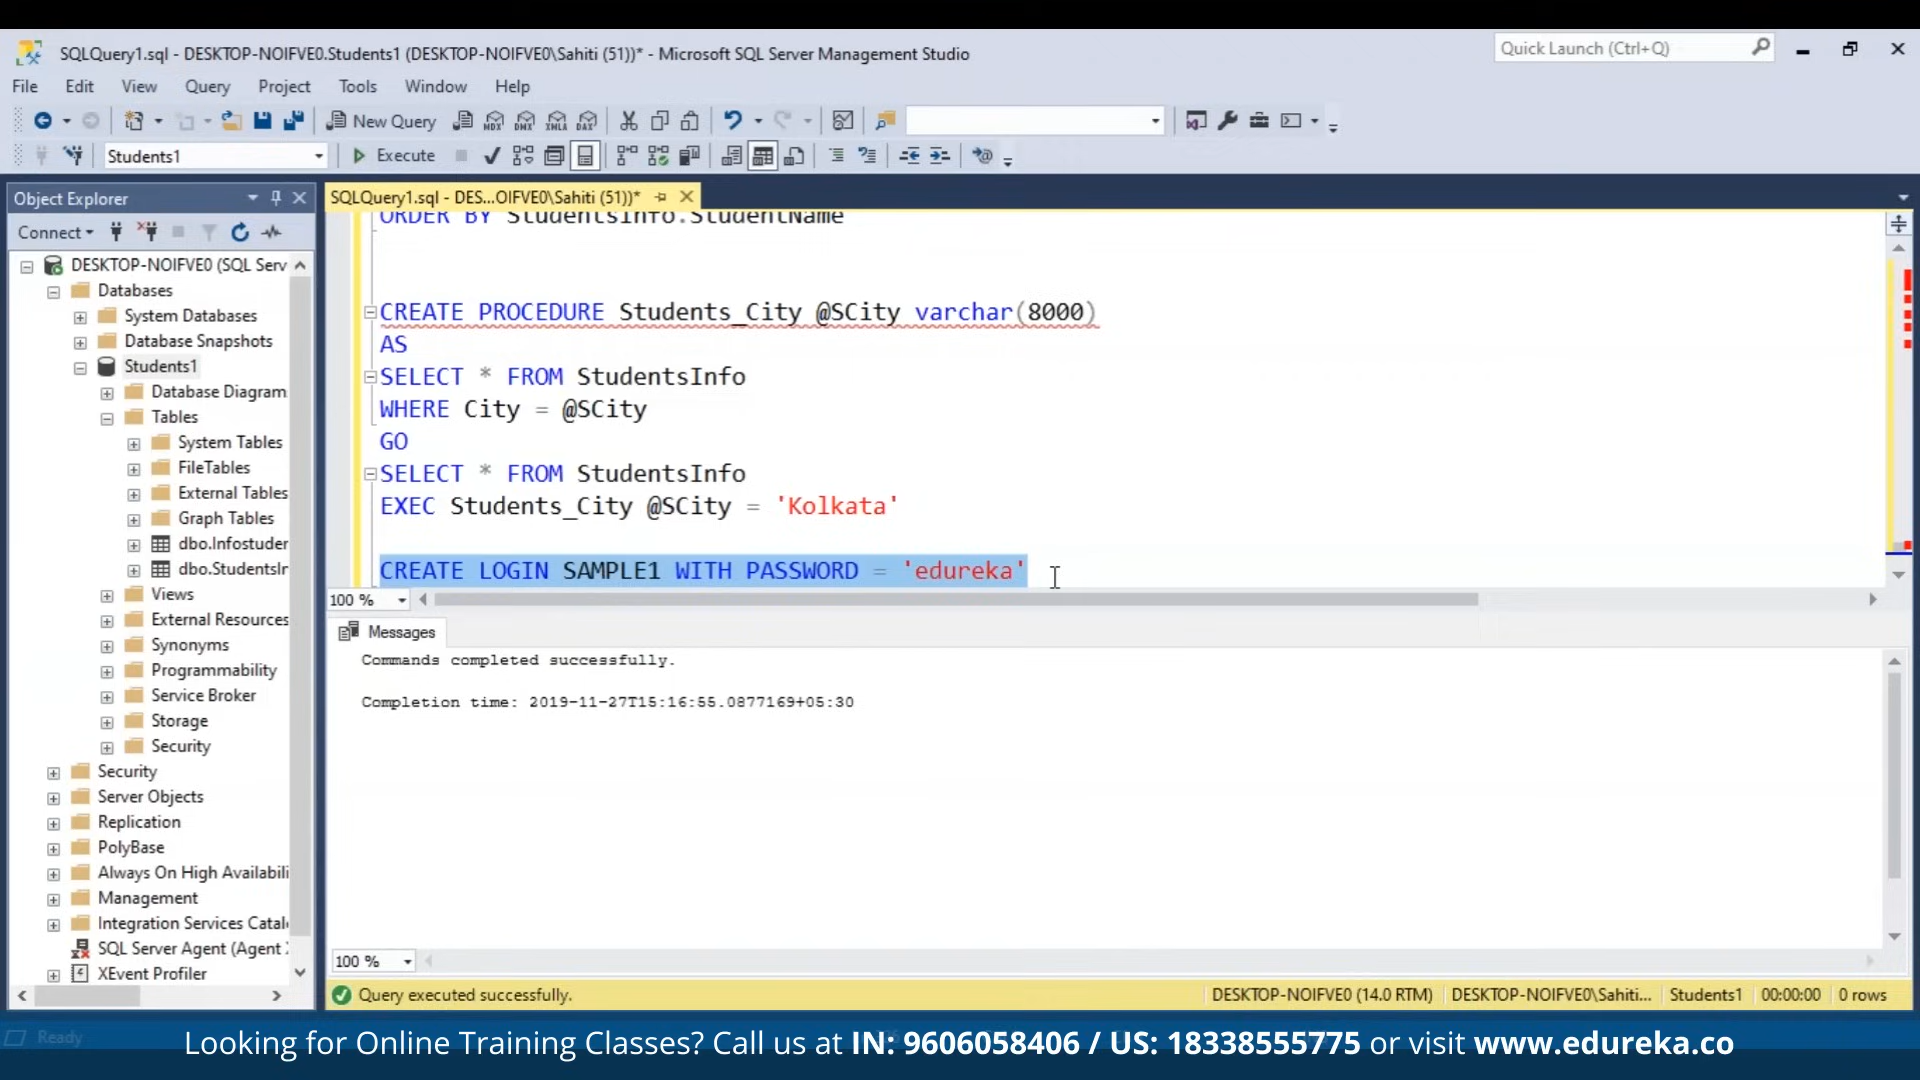 SQLQuery1.sql - DESKTOP-NOIFVE0.Students1 (DESKTOP-NOIFVE0\Sahiti (51))* - Microsoft SQL Server Management Studio
Quick Launch (Ctrl+Q)
File Edit View Query Project Tools Window Help
New Query
MDX DMX XMLA DAX
Students1
Execute
Object Explorer
SQLQuery1.sql - DES...OIFVE0\Sahiti (51))*
Connect
DESKTOP-NOIFVE0 (SQL Serv
Databases
System Databases
Database Snapshots
Students1
Database Diagram
Tables
System Tables
FileTables
External Tables
Graph Tables
dbo.Infostuder
dbo.StudentsIr
Views
External Resources
Synonyms
Programmability
Service Broker
Storage
Security
Security
Server Objects
Replication
PolyBase
Always On High Availabili
Management
Integration Services Catal
SQL Server Agent (Agent
XEvent Profiler
ORDER BY StudentsInfo.StudentName
CREATE PROCEDURE Students_City @SCity varchar(8000)
AS
SELECT * FROM StudentsInfo
WHERE City = @SCity
GO
SELECT * FROM StudentsInfo
EXEC Students_City @SCity = 'Kolkata'
CREATE LOGIN SAMPLE1 WITH PASSWORD = 'edureka'
100 %
Messages
Commands completed successfully.
Completion time: 2019-11-27T15:16:55.0877169+05:30
100 %
Query executed successfully.
DESKTOP-NOIFVE0 (14.0 RTM) DESKTOP-NOIFVE0\Sahiti... Students1 00:00:00 0 rows
Ready
Looking for Online Training Classes? Call us at IN: 9606058406 / US: 18338555775 or visit www.edureka.co